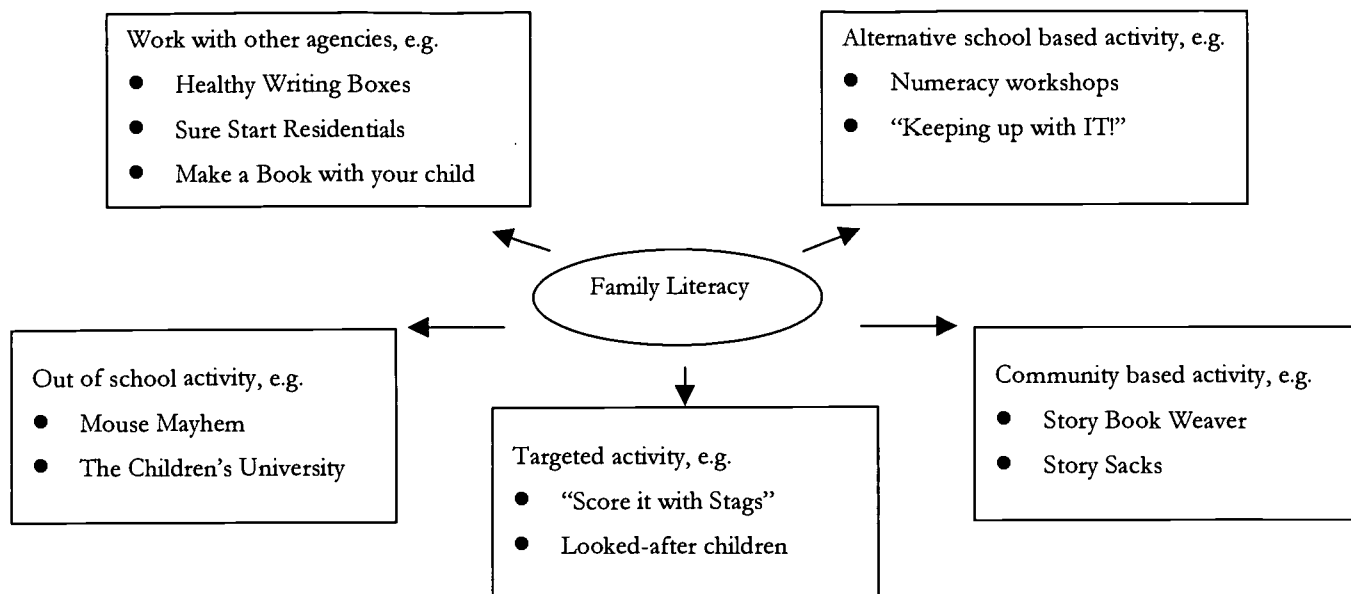 Work with other agencies, e.g.
● Healthy Writing Boxes
● Sure Start Residentials
● Make a Book with your child
Alternative school based activity, e.g.
● Numeracy workshops
● “Keeping up with IT!”
Family Literacy
Out of school activity, e.g.
● Mouse Mayhem
● The Children’s University
Targeted activity, e.g.
● “Score it with Stags”
● Looked-after children
Community based activity, e.g.
● Story Book Weaver
● Story Sacks